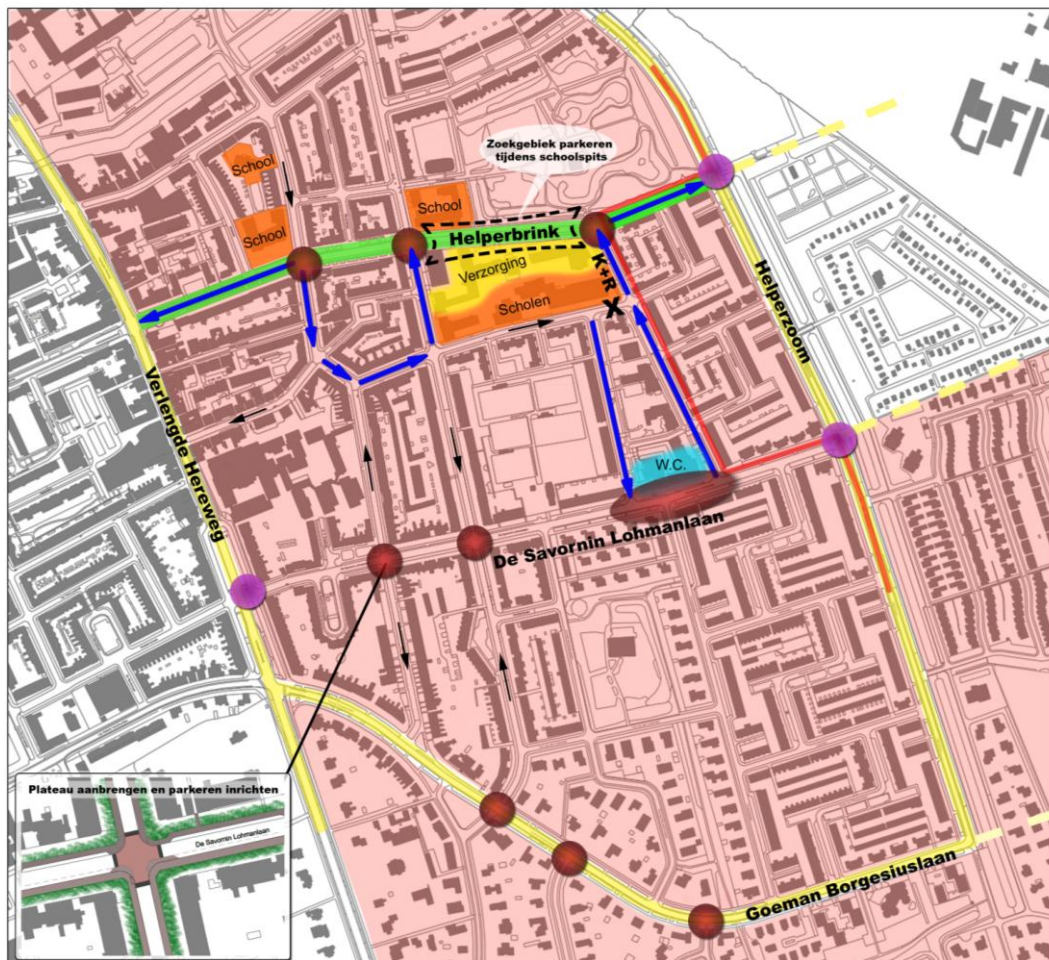 Zoekgebiek parkeren
tijdens schoolspits
School
School
School
Helperbrink
Verzorging
Scholen
K+R
X
Helperzoom
Verlengde Hereweg
W.C.
De Savornin Lohmanlaan
Plateau aanbrengen en parkeren inrichten
De Savornin Lohmanlaan
Goeman Borgesiuslaan